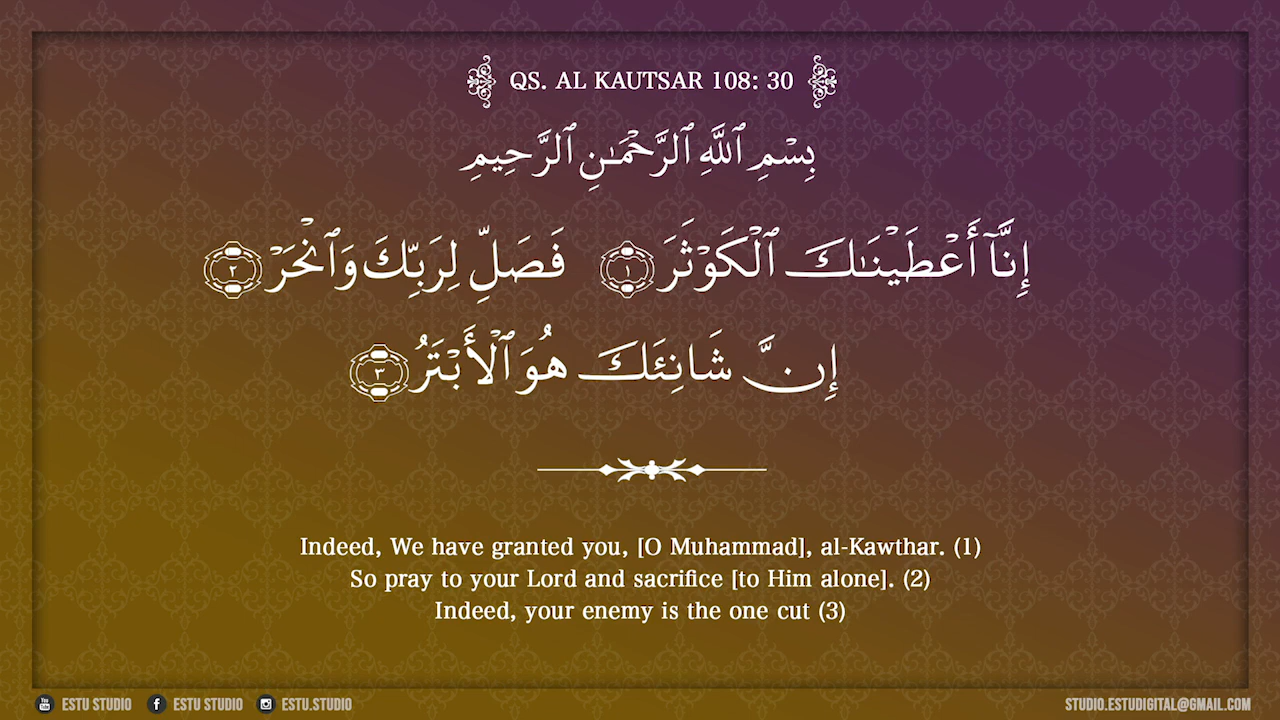 QS. AL KAUTSAR 108: 30
بِسْمِ ٱللَّهِ ٱلرَّحْمَـٰنِ ٱلرَّحِيمِ
إِنَّآ أَعْطَيْنَـٰكَ ٱلْكَوْثَرَ ١ فَصَلِّ لِرَبِّكَ وَٱنْحَرْ ٢
إِنَّ شَانِئَكَ هُوَ ٱلْأَبْتَرُ ٣
Indeed, We have granted you, [O Muhammad], al-Kawthar. (1)
So pray to your Lord and sacrifice [to Him alone]. (2)
Indeed, your enemy is the one cut (3)
You Tube ESTU STUDIO f ESTU STUDIO ESTU.STUDIO STUDIO.ESTUDIGITAL@GMAIL.COM